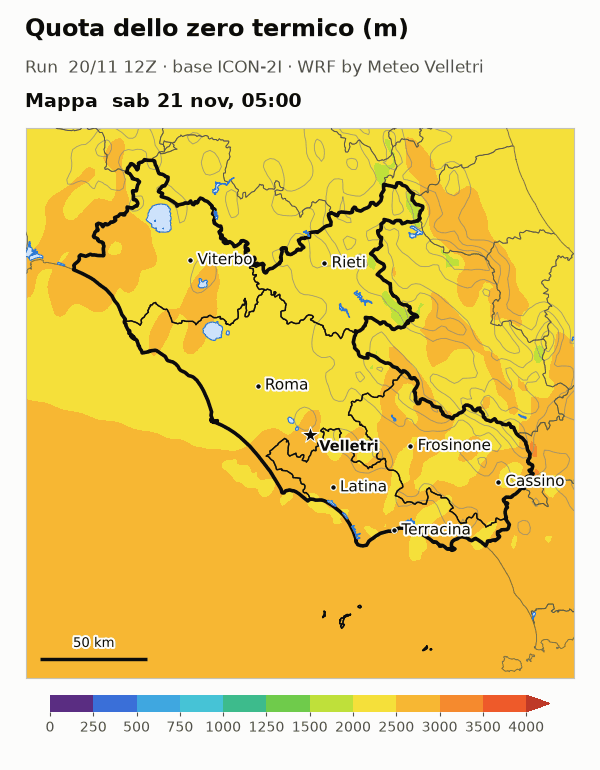 Quota dello zero termico (m)
Run  20/11 12Z · base ICON-2I · WRF by Meteo Velletri
Mappa  sab 21 nov, 05:00
Viterbo
Rieti
Roma
Velletri
Frosinone
Latina
Cassino
Terracina
50 km
0 250 500 750 1000 1250 1500 2000 2500 3000 3500 4000